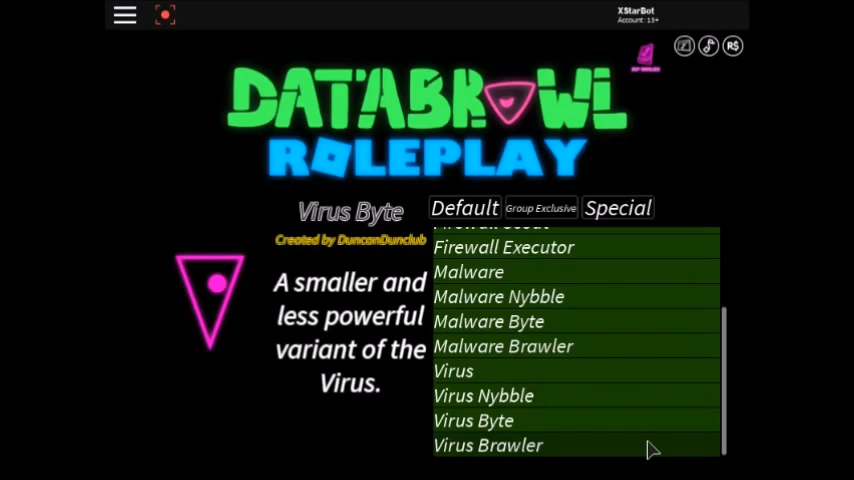 XStarBot
Account: 13+
R$
DATABRAWL
ROLEPLAY
Virus Byte
Default
Group Exclusive
Special
Created by DuncanDunclub
A smaller and
less powerful
variant of the
Virus.
Firewall Scout
Firewall Executor
Malware
Malware Nybble
Malware Byte
Malware Brawler
Virus
Virus Nybble
Virus Byte
Virus Brawler